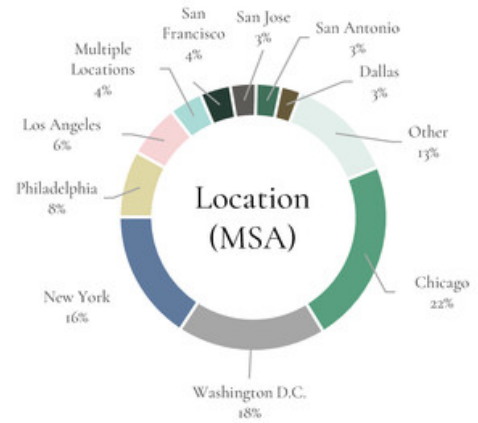 San
Francisco
4%
San Jose
3%
San Antonio
3%
Dallas
3%
Other
13%
Chicago
22%
Washington D.C.
18%
New York
16%
Philadelphia
8%
Los Angeles
6%
Multiple
Locations
4%
Location
(MSA)